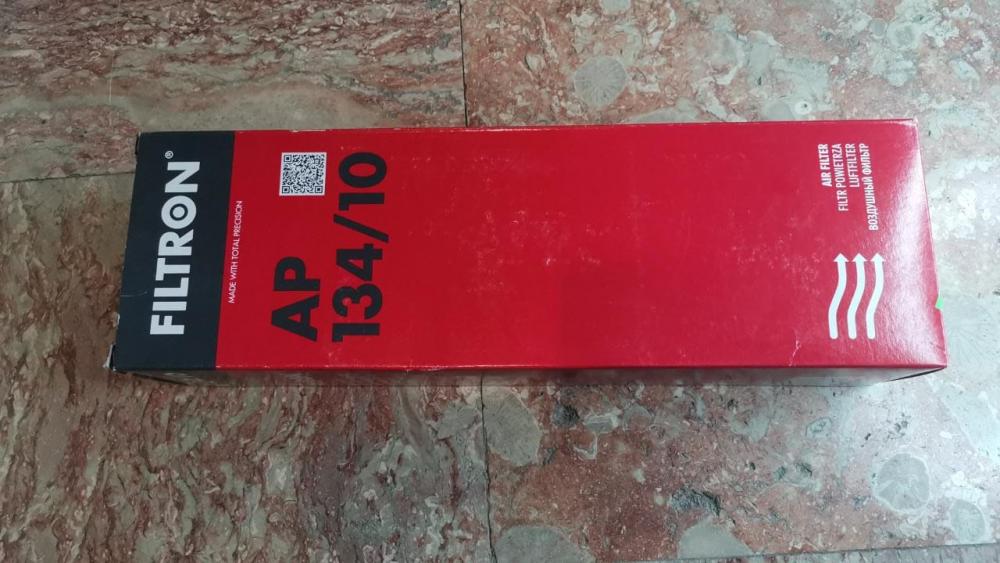 FILTRON®
MADE WITH TOTAL PRECISION
AP
134/10
AIR FILTER
FILTR POWIETRZA
LUFTFILTER
ВОЗДУШНЫЙ ФИЛЬТР